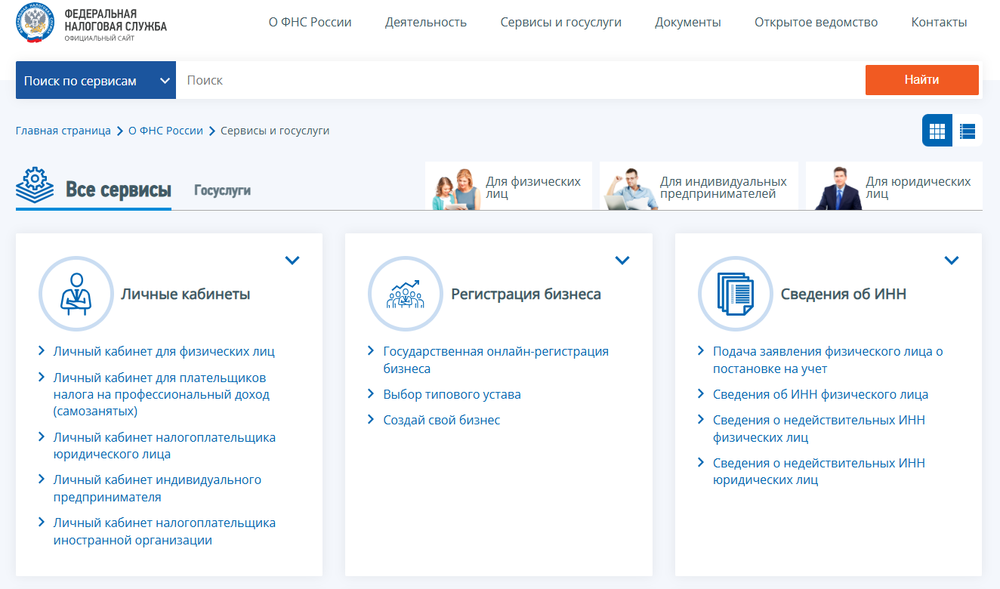 ФЕДЕРАЛЬНАЯ
НАЛОГОВАЯ СЛУЖБА
ОФИЦИАЛЬНЫЙ САЙТ
О ФНС России Деятельность Сервисы и госуслуги Документы Открытое ведомство Контакты
Поиск по сервисам Поиск Найти
Главная страница О ФНС России Сервисы и госуслуги
Все сервисы Госуслуги
Для физических
лиц
Для индивидуальных
предпринимателей
Для юридических
лиц
Личные кабинеты
Личный кабинет для физических лиц
Личный кабинет для плательщиков
налога на профессиональный доход
(самозанятых)
Личный кабинет налогоплательщика
юридического лица
Личный кабинет индивидуального
предпринимателя
Личный кабинет налогоплательщика
иностранной организации
Регистрация бизнеса
Государственная онлайн-регистрация
бизнеса
Выбор типового устава
Создай свой бизнес
Сведения об ИНН
Подача заявления физического лица о
постановке на учет
Сведения об ИНН физического лица
Сведения о недействительных ИНН
физических лиц
Сведения о недействительных ИНН
юридических лиц